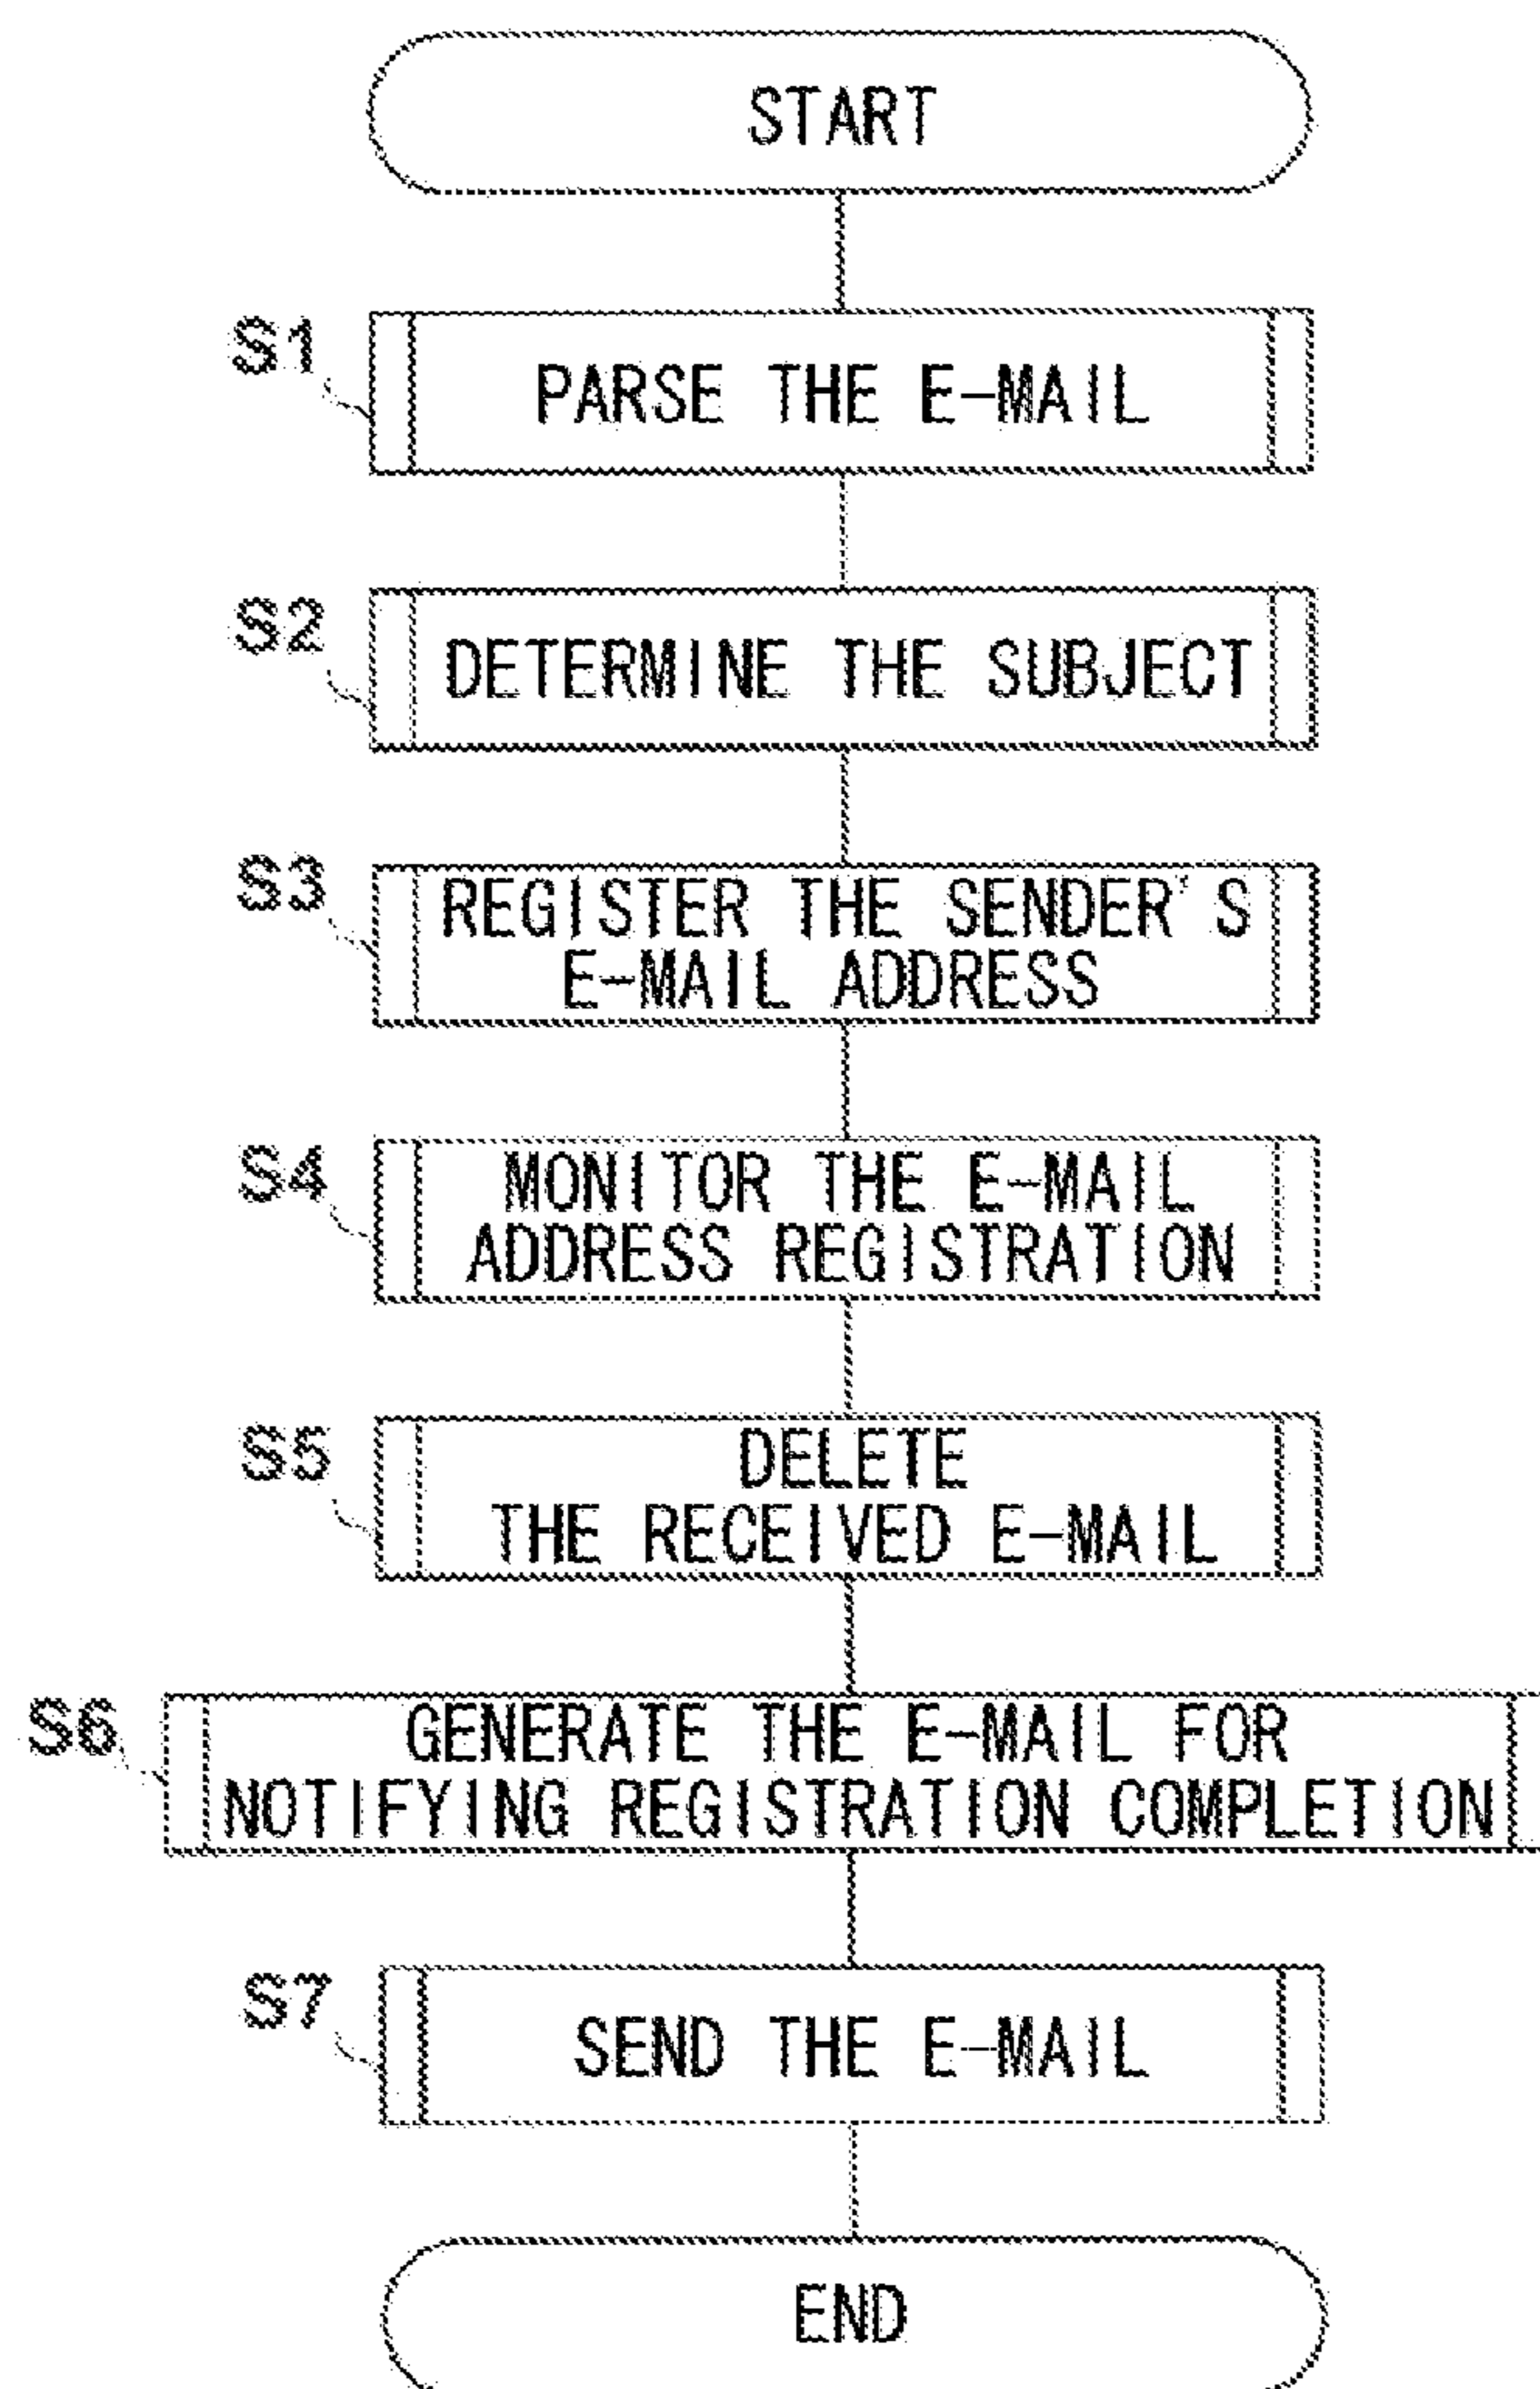 START
S1
PARSE THE E-MAIL
S2
DETERMINE THE SUBJECT
S3
REGISTER THE SENDER'S
E-MAIL ADDRESS
S4
MONITOR THE E-MAIL
ADDRESS REGISTRATION
S5
DELETE
THE RECEIVED E-MAIL
S6
GENERATE THE E-MAIL FOR
NOTIFYING REGISTRATION COMPLETION
S7
SEND THE E-MAIL
END